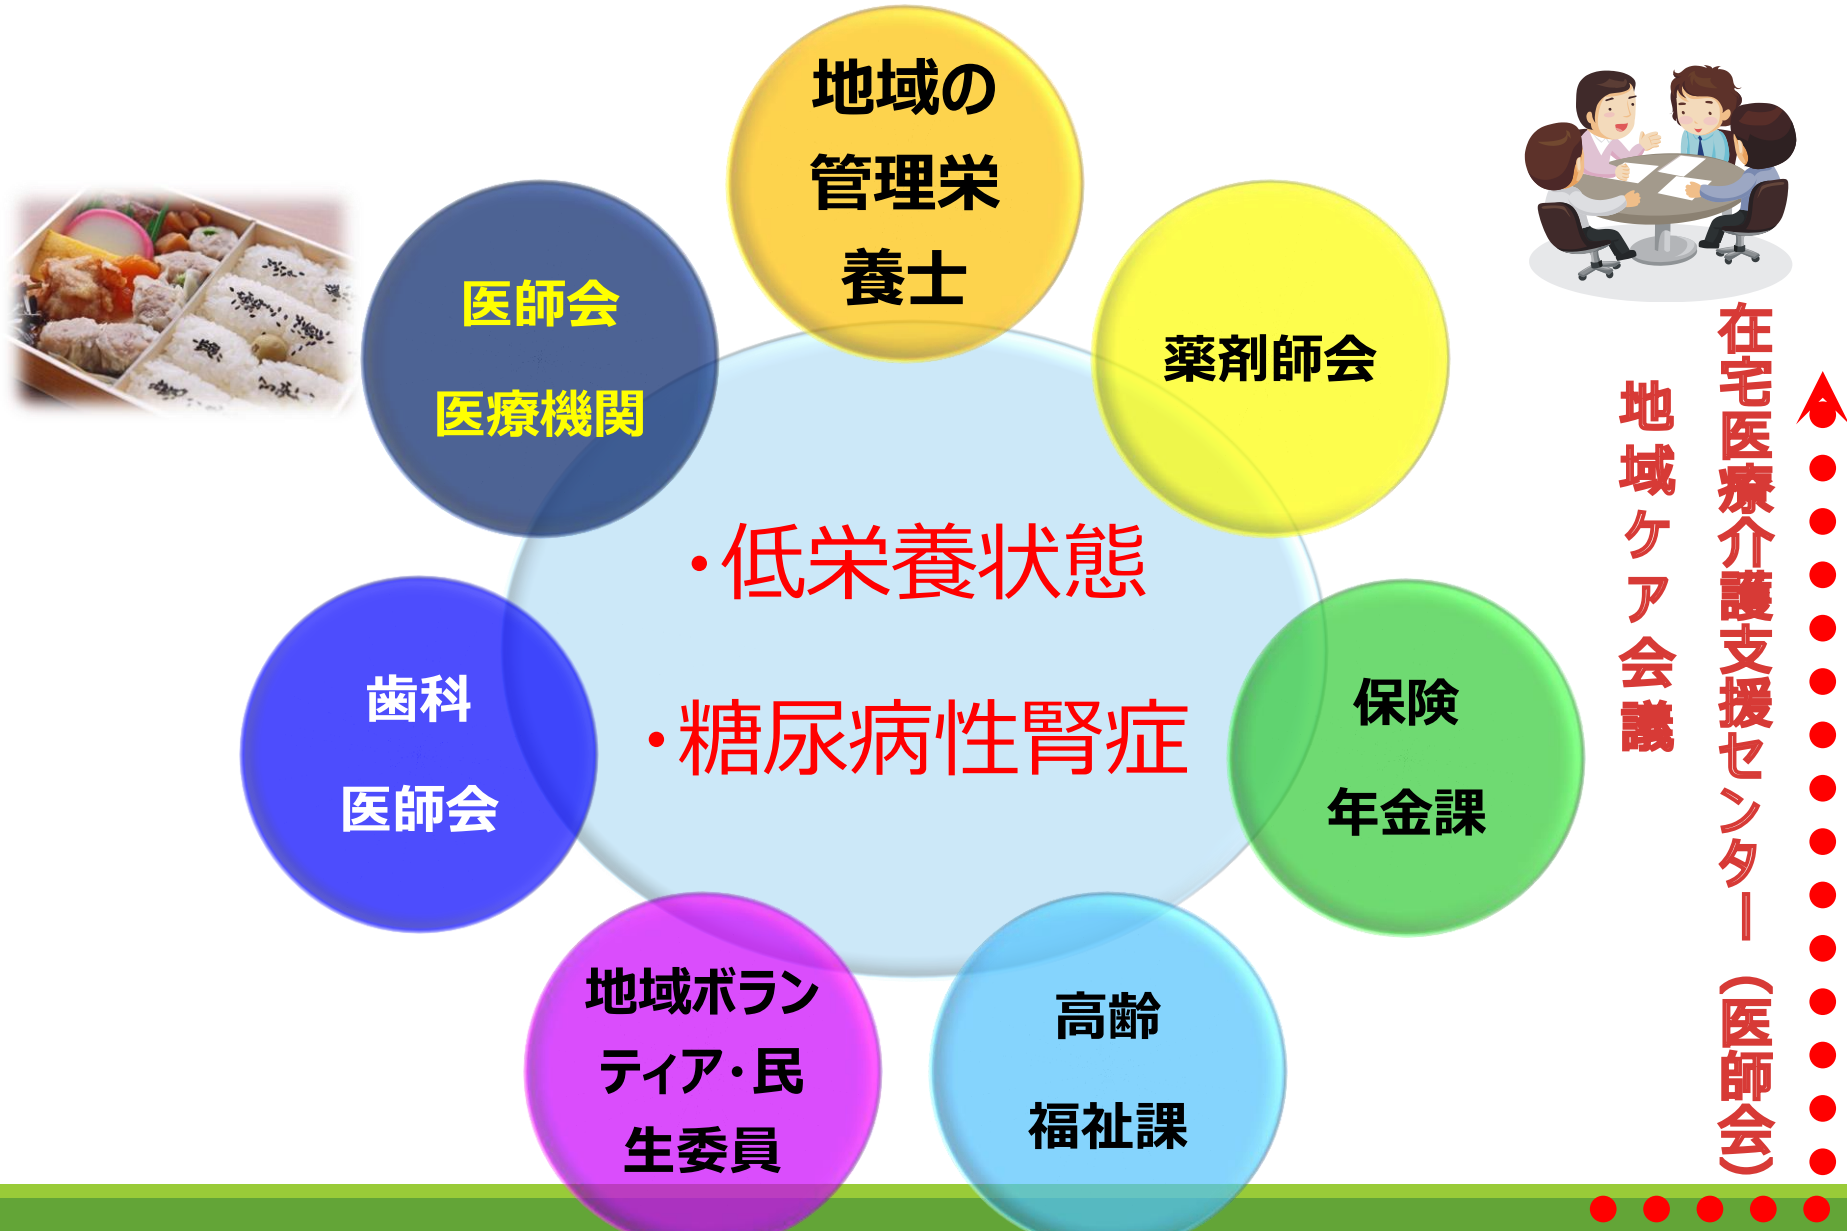 地域の
管理栄
養士
医師会
医療機関
薬剤師会
・低栄養状態
・糖尿病性腎症
歯科
医師会
保険
年金課
地域ボラン
ティア・民
生委員
高齢
福祉課
在宅医療介護支援センター（医師会）
地域ケア会議